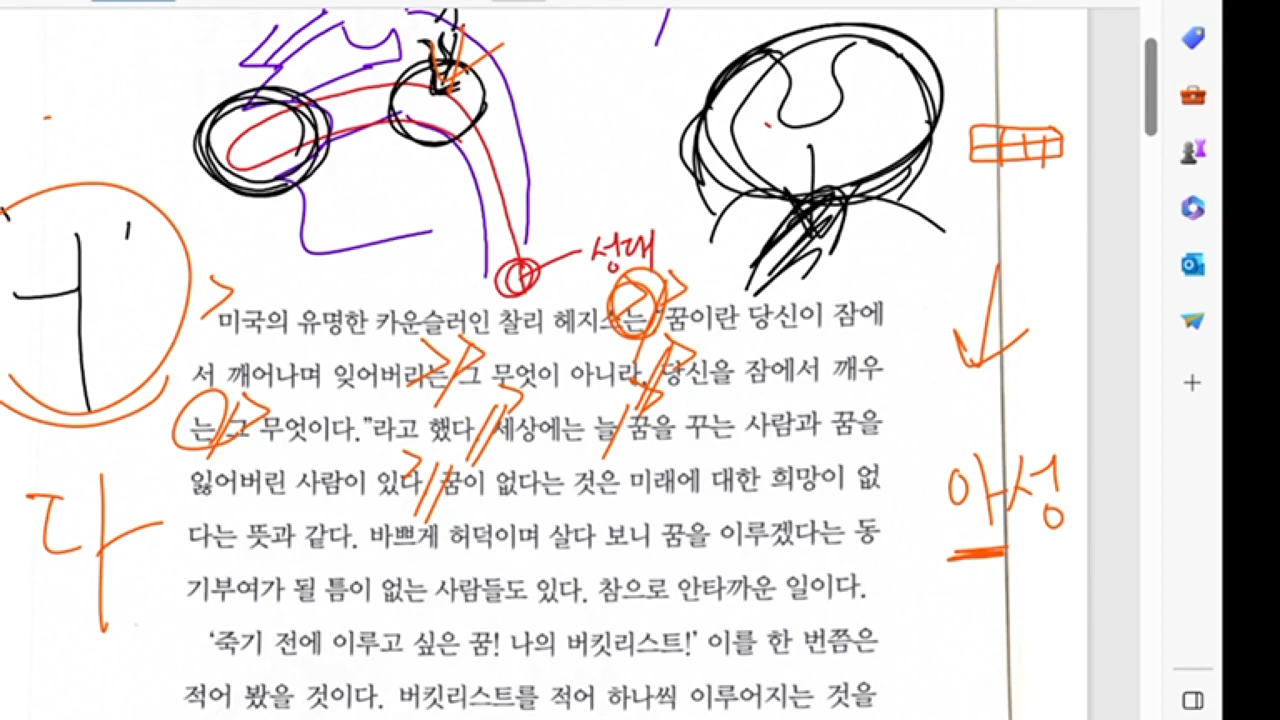 성대
미국의 유명한 카운슬러인 찰리 헤지스는 “꿈이란 당신이 잠에
서 깨어나며 잊어버리는 그 무엇이 아니라, 당신을 잠에서 깨우
는 그 무엇이다.”라고 했다. 세상에는 늘 꿈을 꾸는 사람과 꿈을
잃어버린 사람이 있다. 꿈이 없다는 것은 미래에 대한 희망이 없
다는 뜻과 같다. 바쁘게 허덕이며 살다 보니 꿈을 이루겠다는 동
기부여가 될 틈이 없는 사람들도 있다. 참으로 안타까운 일이다.
‘죽기 전에 이루고 싶은 꿈! 나의 버킷리스트!’ 이를 한 번쯤은
적어 봤을 것이다. 버킷리스트를 적어 하나씩 이루어지는 것을
다
아성